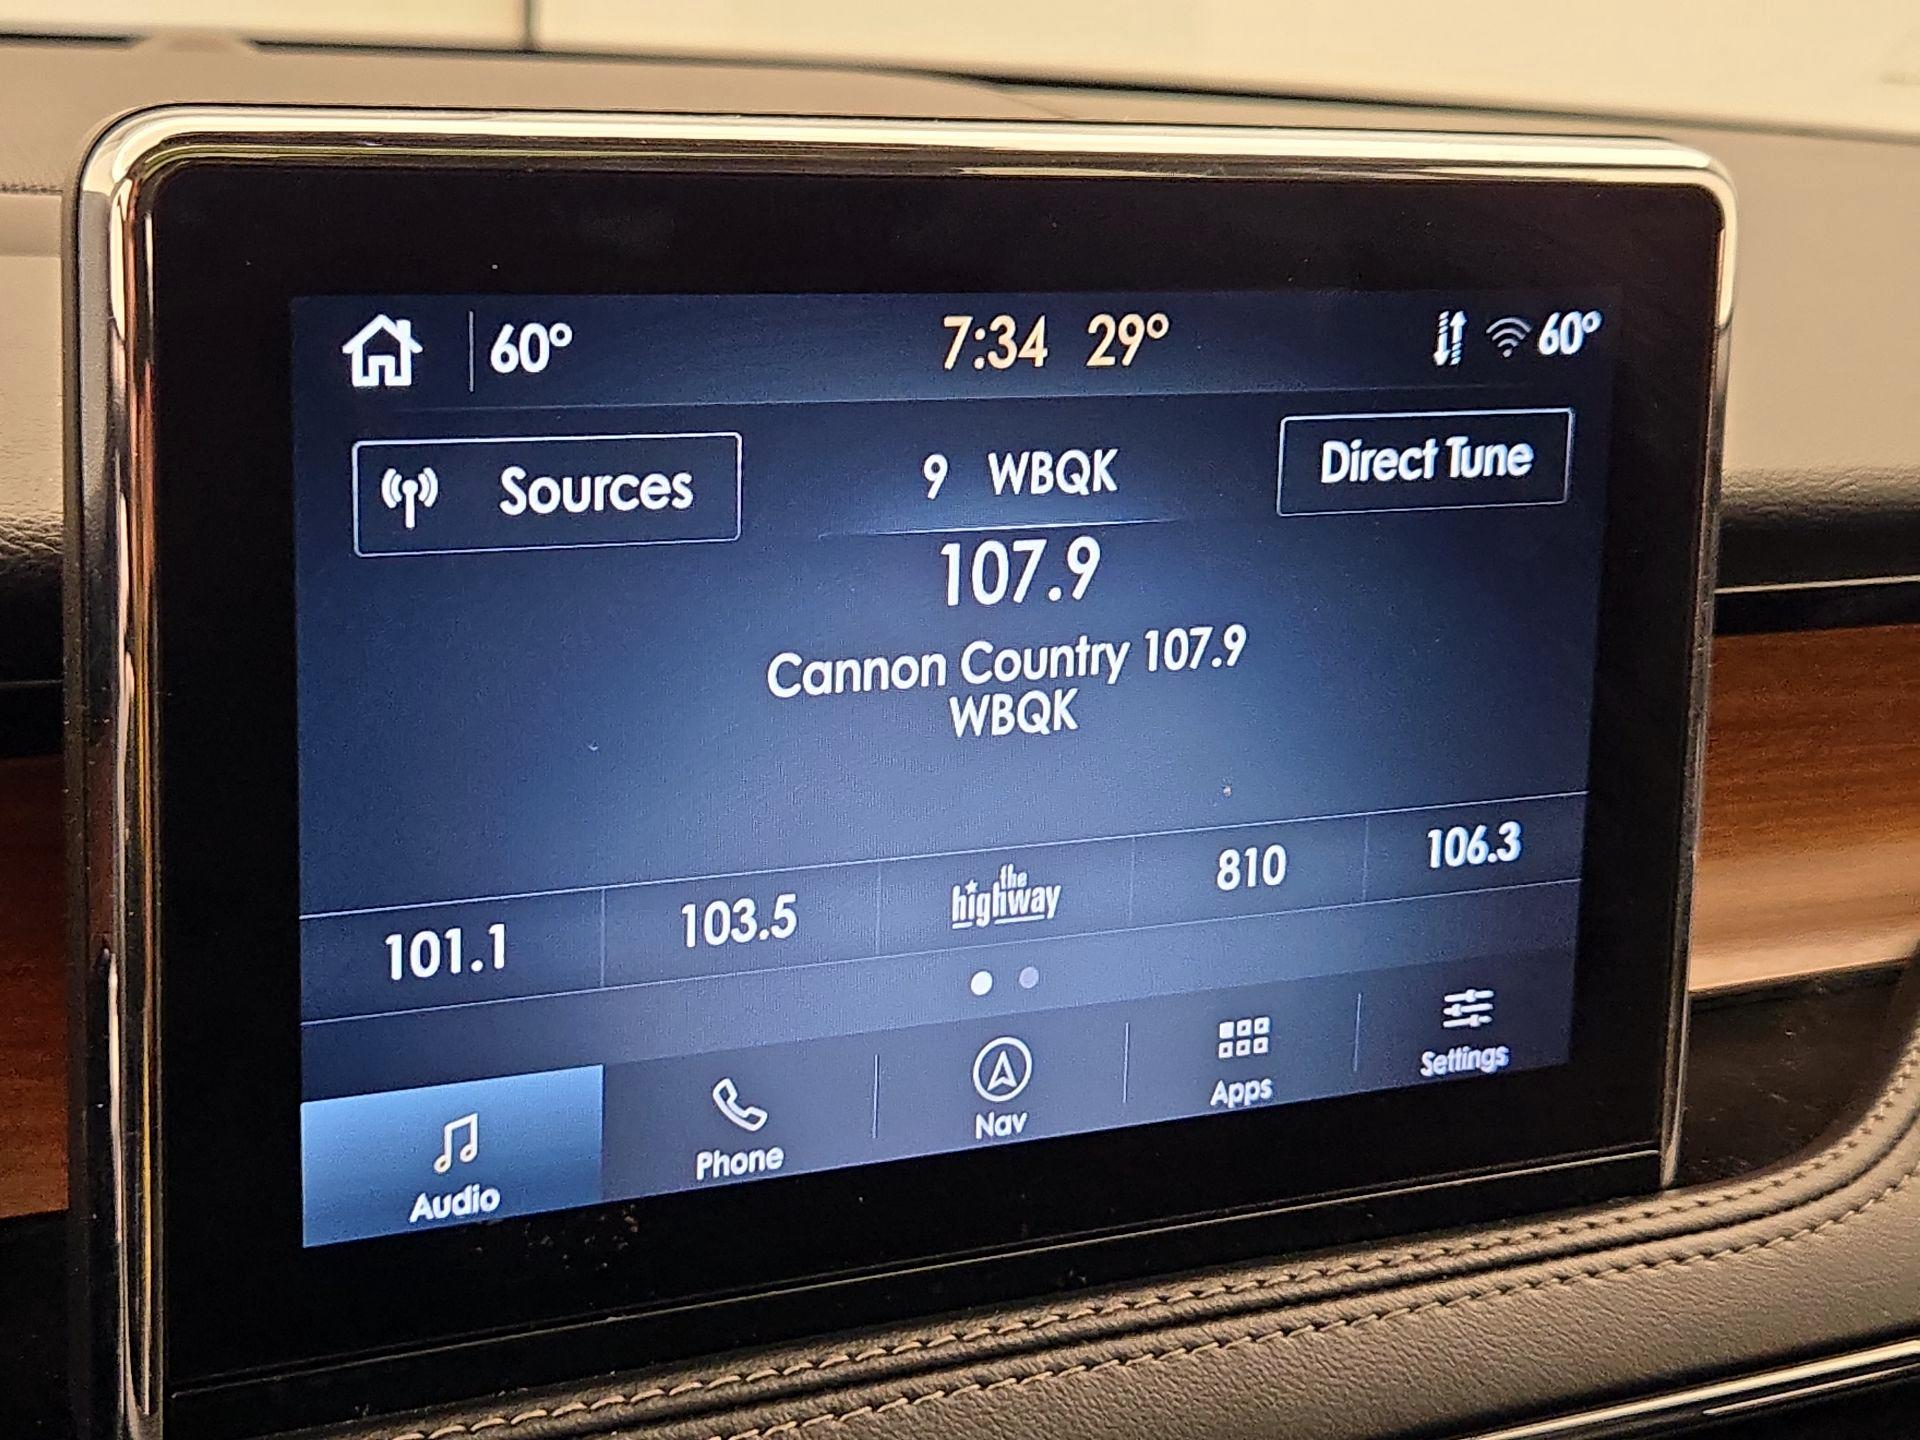 60° 7:34 29° 60°
Sources 9 WBQK Direct Tune
107.9
Cannon Country 107.9
WBQK
101.1 103.5 the highway 810 106.3
Audio Phone Nav Apps Settings